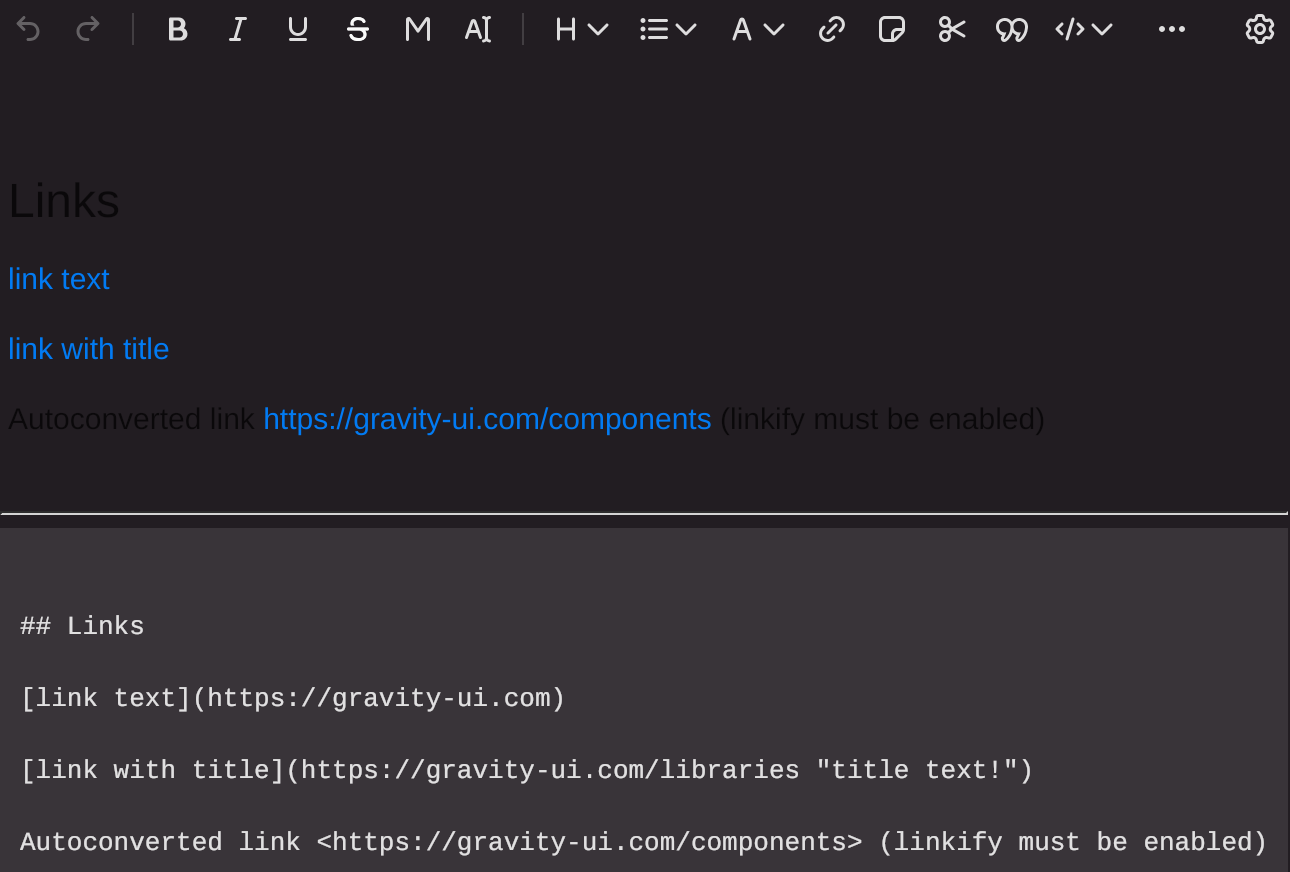 Links
link text
link with title
Autoconverted link https://gravity-ui.com/components (linkify must be enabled)
## Links
[link text](https://gravity-ui.com)
[link with title](https://gravity-ui.com/libraries "title text!")
Autoconverted link <https://gravity-ui.com/components> (linkify must be enabled)